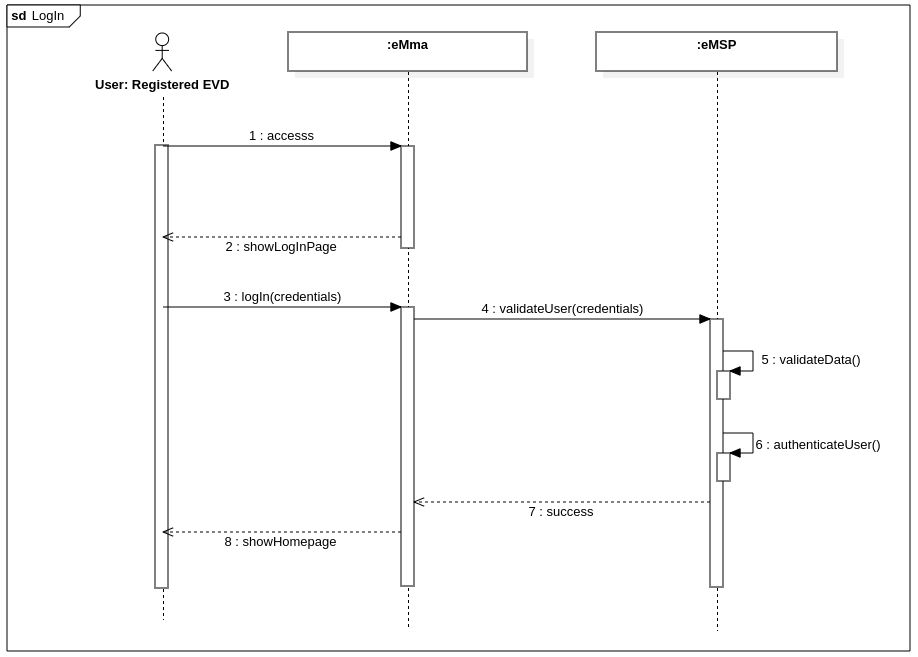 sd LogIn
User: Registered EVD
:eMma
:eMSP
1 : accesss
2 : showLogInPage
3 : logIn(credentials)
4 : validateUser(credentials)
5 : validateData()
6 : authenticateUser()
7 : success
8 : showHomepage